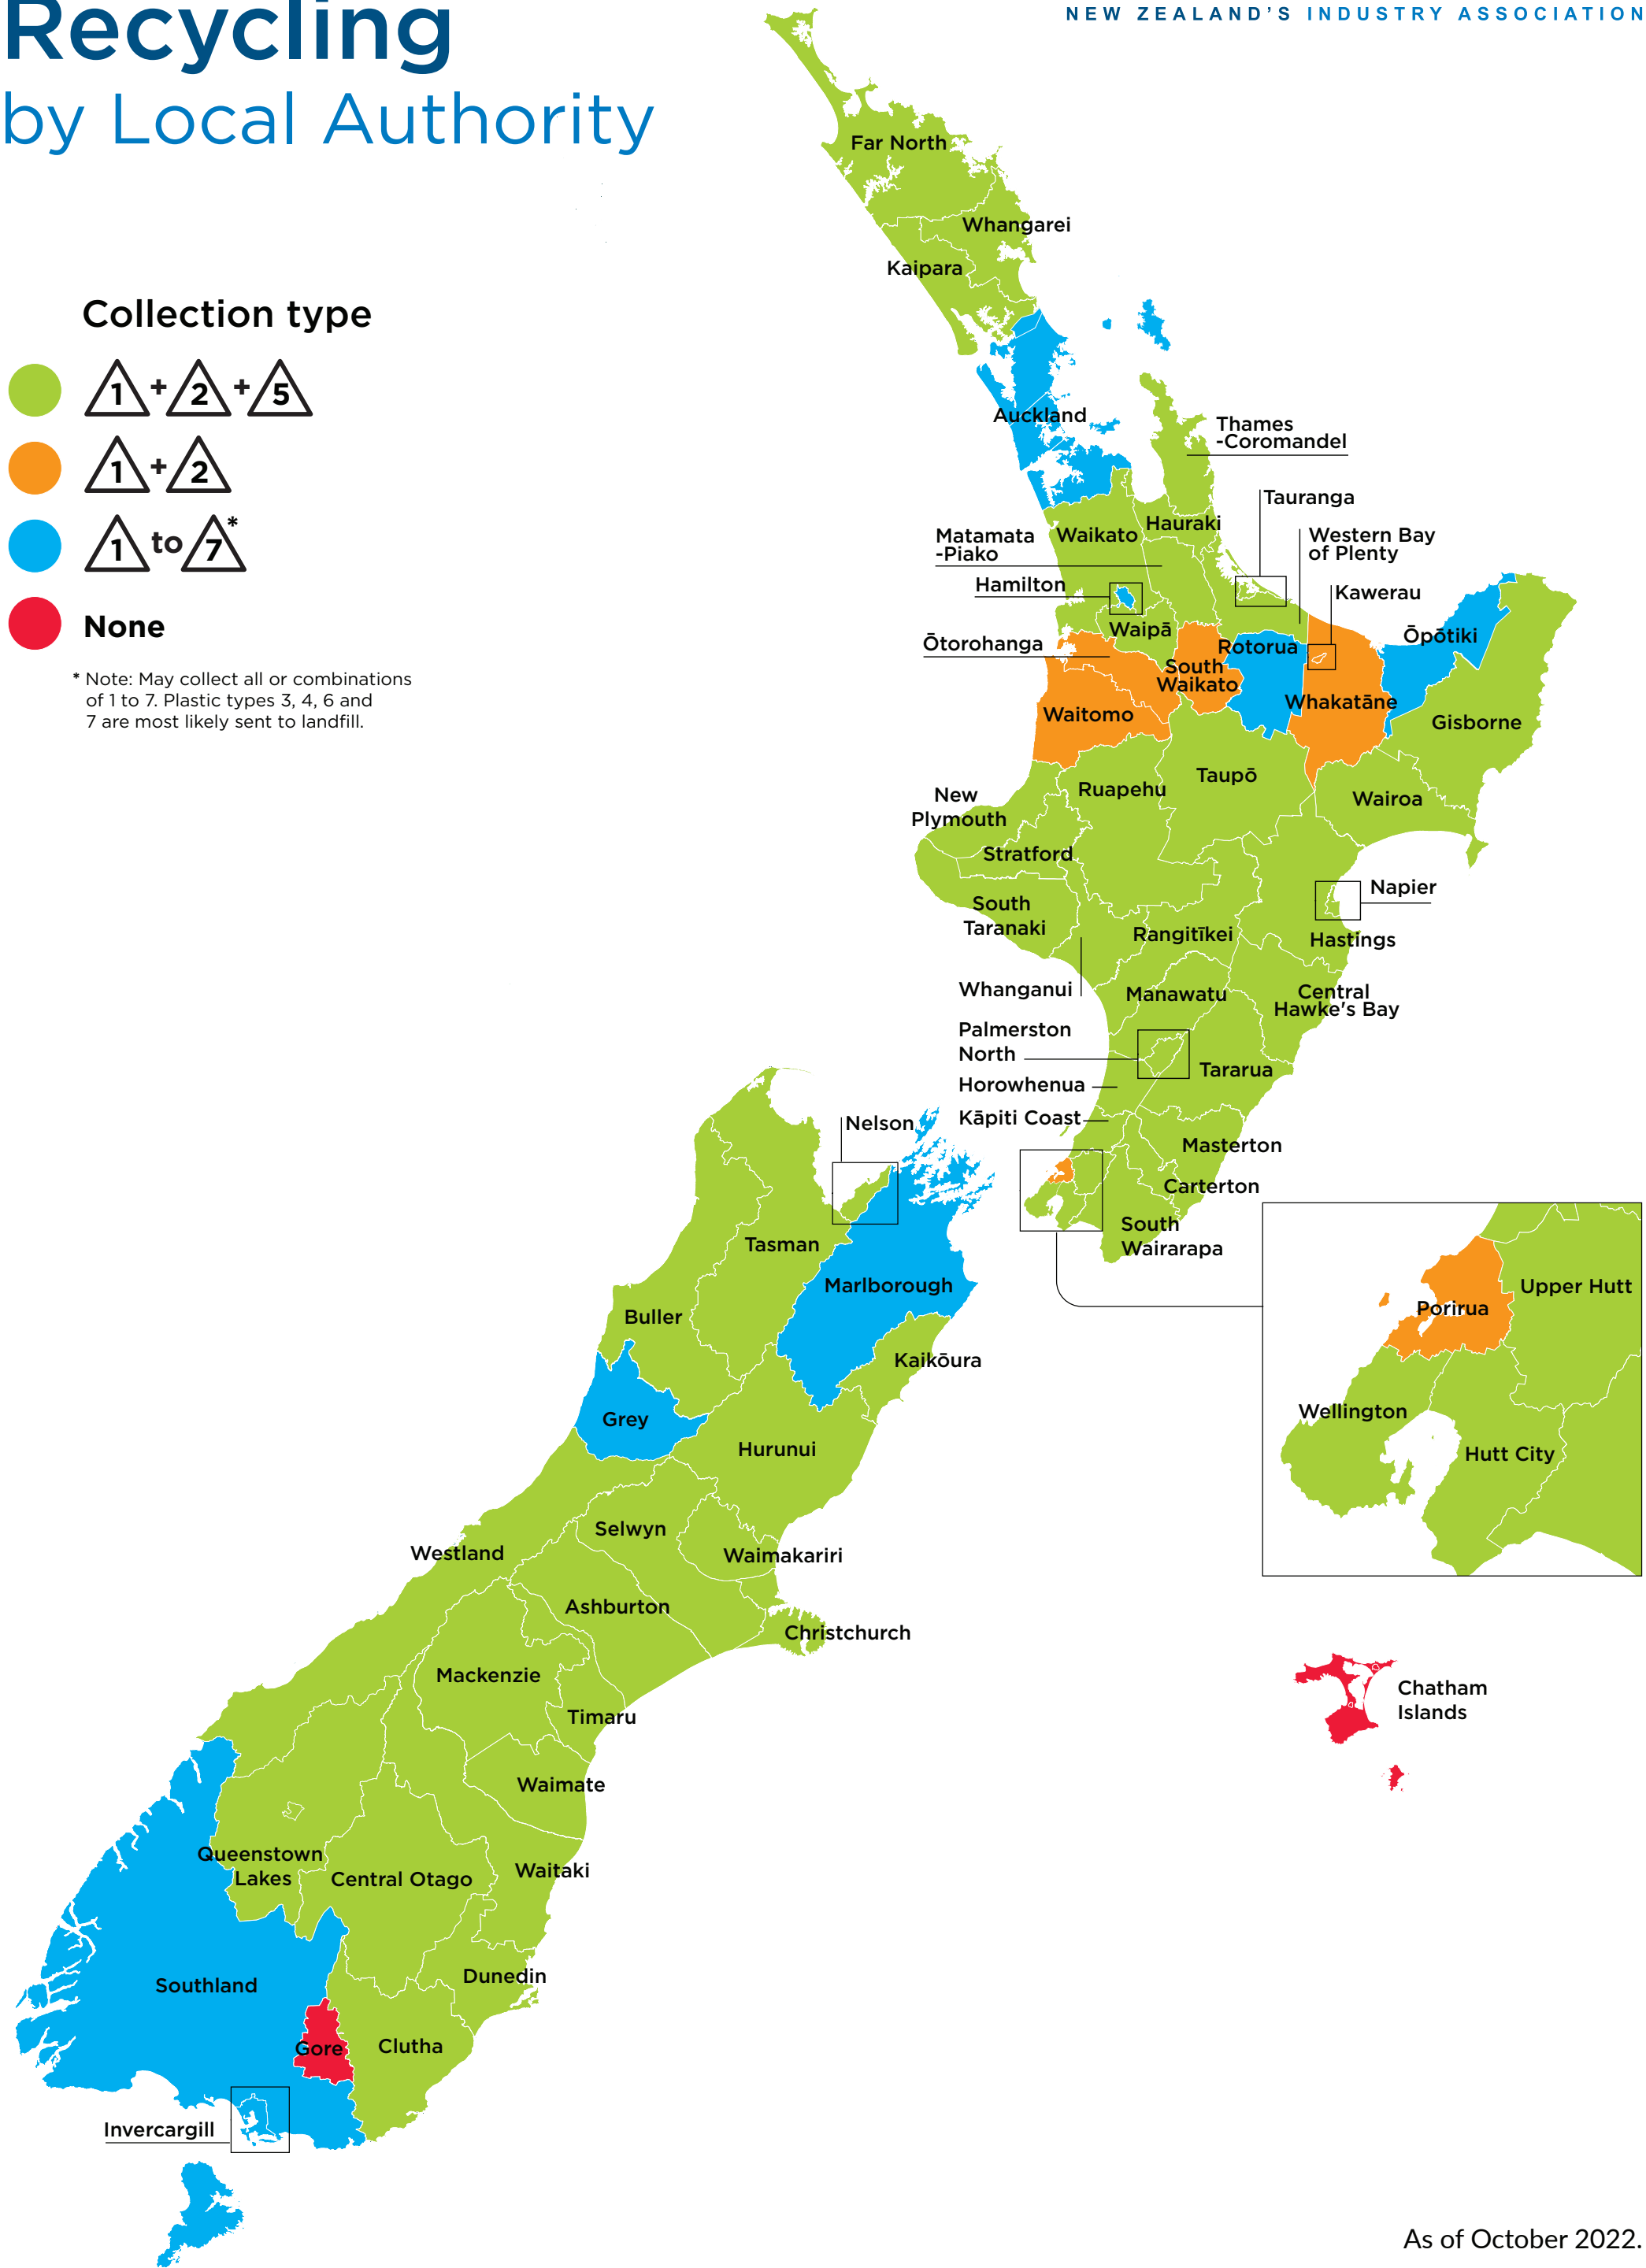 Recycling
by Local Authority
NEW ZEALAND'S INDUSTRY ASSOCIATION
Collection type
1 + 2 + 5
1 + 2
1 to 7*
None
* Note: May collect all or combinations
of 1 to 7. Plastic types 3, 4, 6 and
7 are most likely sent to landfill.
Far North
Whangarei
Kaipara
Auckland
Thames
-Coromandel
Tauranga
Hauraki
Waikato
Matamata
-Piako
Western Bay
of Plenty
Hamilton
Kawerau
Waipā
Ōpōtiki
Ōtorohanga
Rotorua
South
Waikato
Whakatāne
Waitomo
Gisborne
Taupō
Ruapehu
Wairoa
New
Plymouth
Stratford
Napier
South
Taranaki
Rangitīkei
Hastings
Whanganui
Manawatu
Central
Hawke's Bay
Palmerston
North
Tararua
Horowhenua
Kāpiti Coast
Nelson
Masterton
Carterton
South
Wairarapa
Tasman
Marlborough
Upper Hutt
Porirua
Buller
Kaikōura
Wellington
Grey
Hurunui
Hutt City
Selwyn
Westland
Waimakariri
Ashburton
Christchurch
Mackenzie
Chatham
Islands
Timaru
Waimate
Queenstown
Lakes
Central Otago
Waitaki
Dunedin
Southland
Gore
Clutha
Invercargill
As of October 2022.